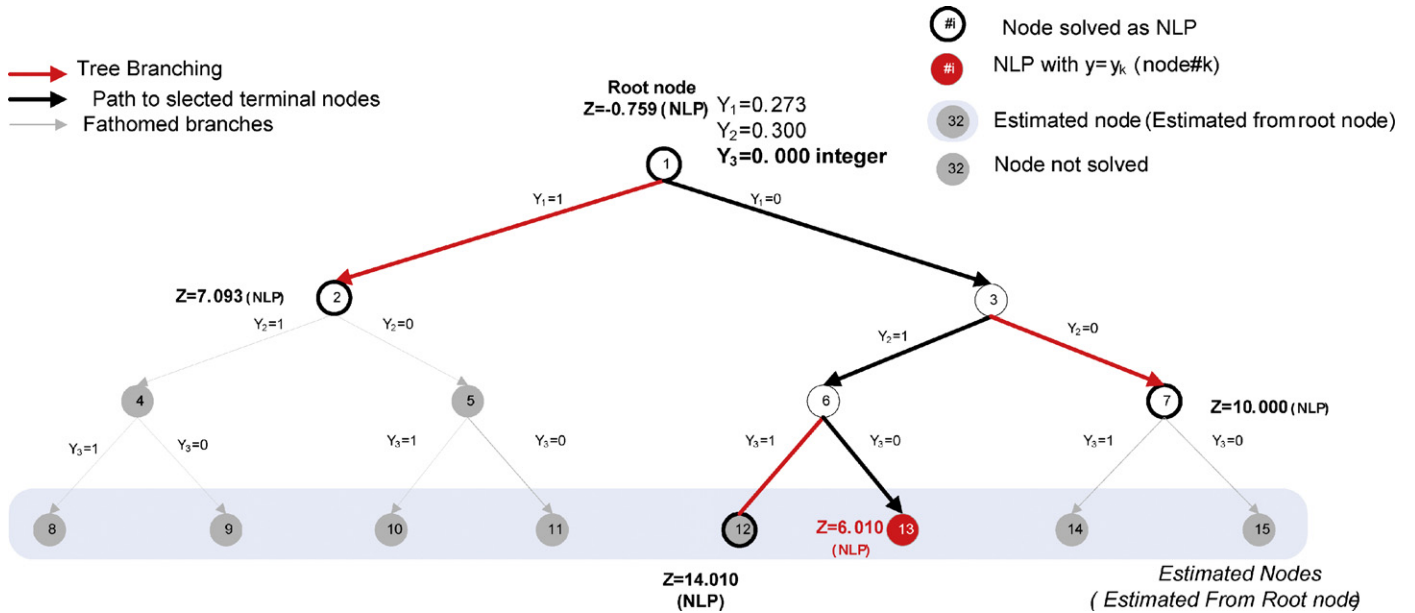 Tree Branching
Path to slected terminal nodes
Fathomed branches
#i Node solved as NLP
#i NLP with y=yk (node#k)
32 Estimated node (Estimated from root node)
32 Node not solved
Root node
Z=-0.759 (NLP)
Y1=0.273
Y2=0.300
Y3=0.000 integer
1
Y1=1
Y1=0
Z=7.093 (NLP)
2
3
Y2=1
Y2=0
Y2=1
Y2=0
4
5
6
7
Z=10.000 (NLP)
Y3=1
Y3=0
Y3=1
Y3=0
Y3=1
Y3=0
Y3=1
Y3=0
8
9
10
11
12
Z=6.010
(NLP)
13
14
15
Z=14.010
(NLP)
Estimated Nodes
( Estimated From Root node)